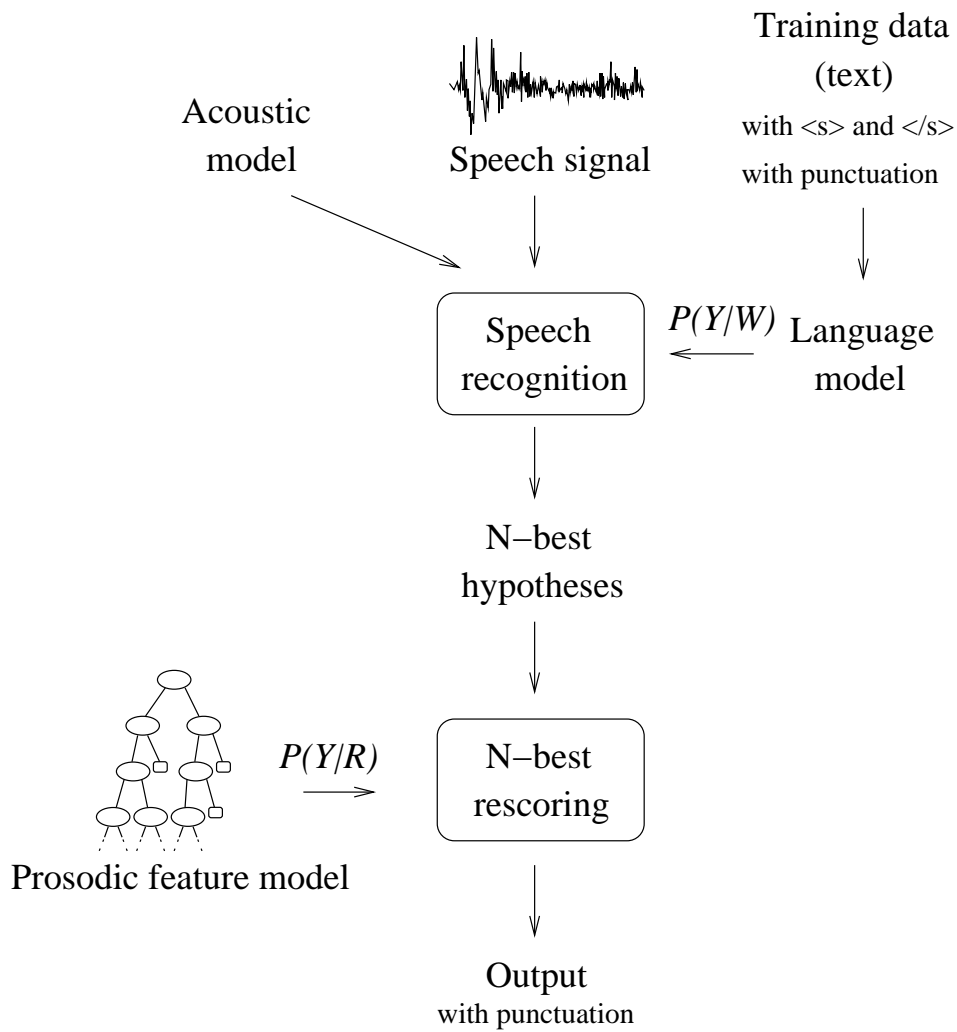 Training data
(text)
with <s> and </s>
with punctuation
Acoustic
model
Speech signal
Speech
recognition
P(Y/W)
Language
model
N−best
hypotheses
P(Y/R)
N−best
rescoring
Prosodic feature model
Output
with punctuation